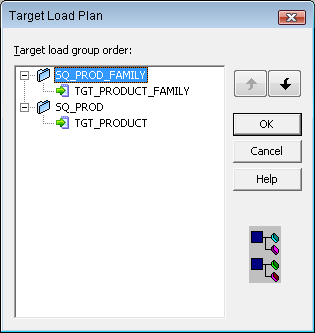 Target Load Plan
Target load group order:
SQ_PROD_FAMILY
TGT_PRODUCT_FAMILY
SQ_PROD
TGT_PRODUCT
OK
Cancel
Help